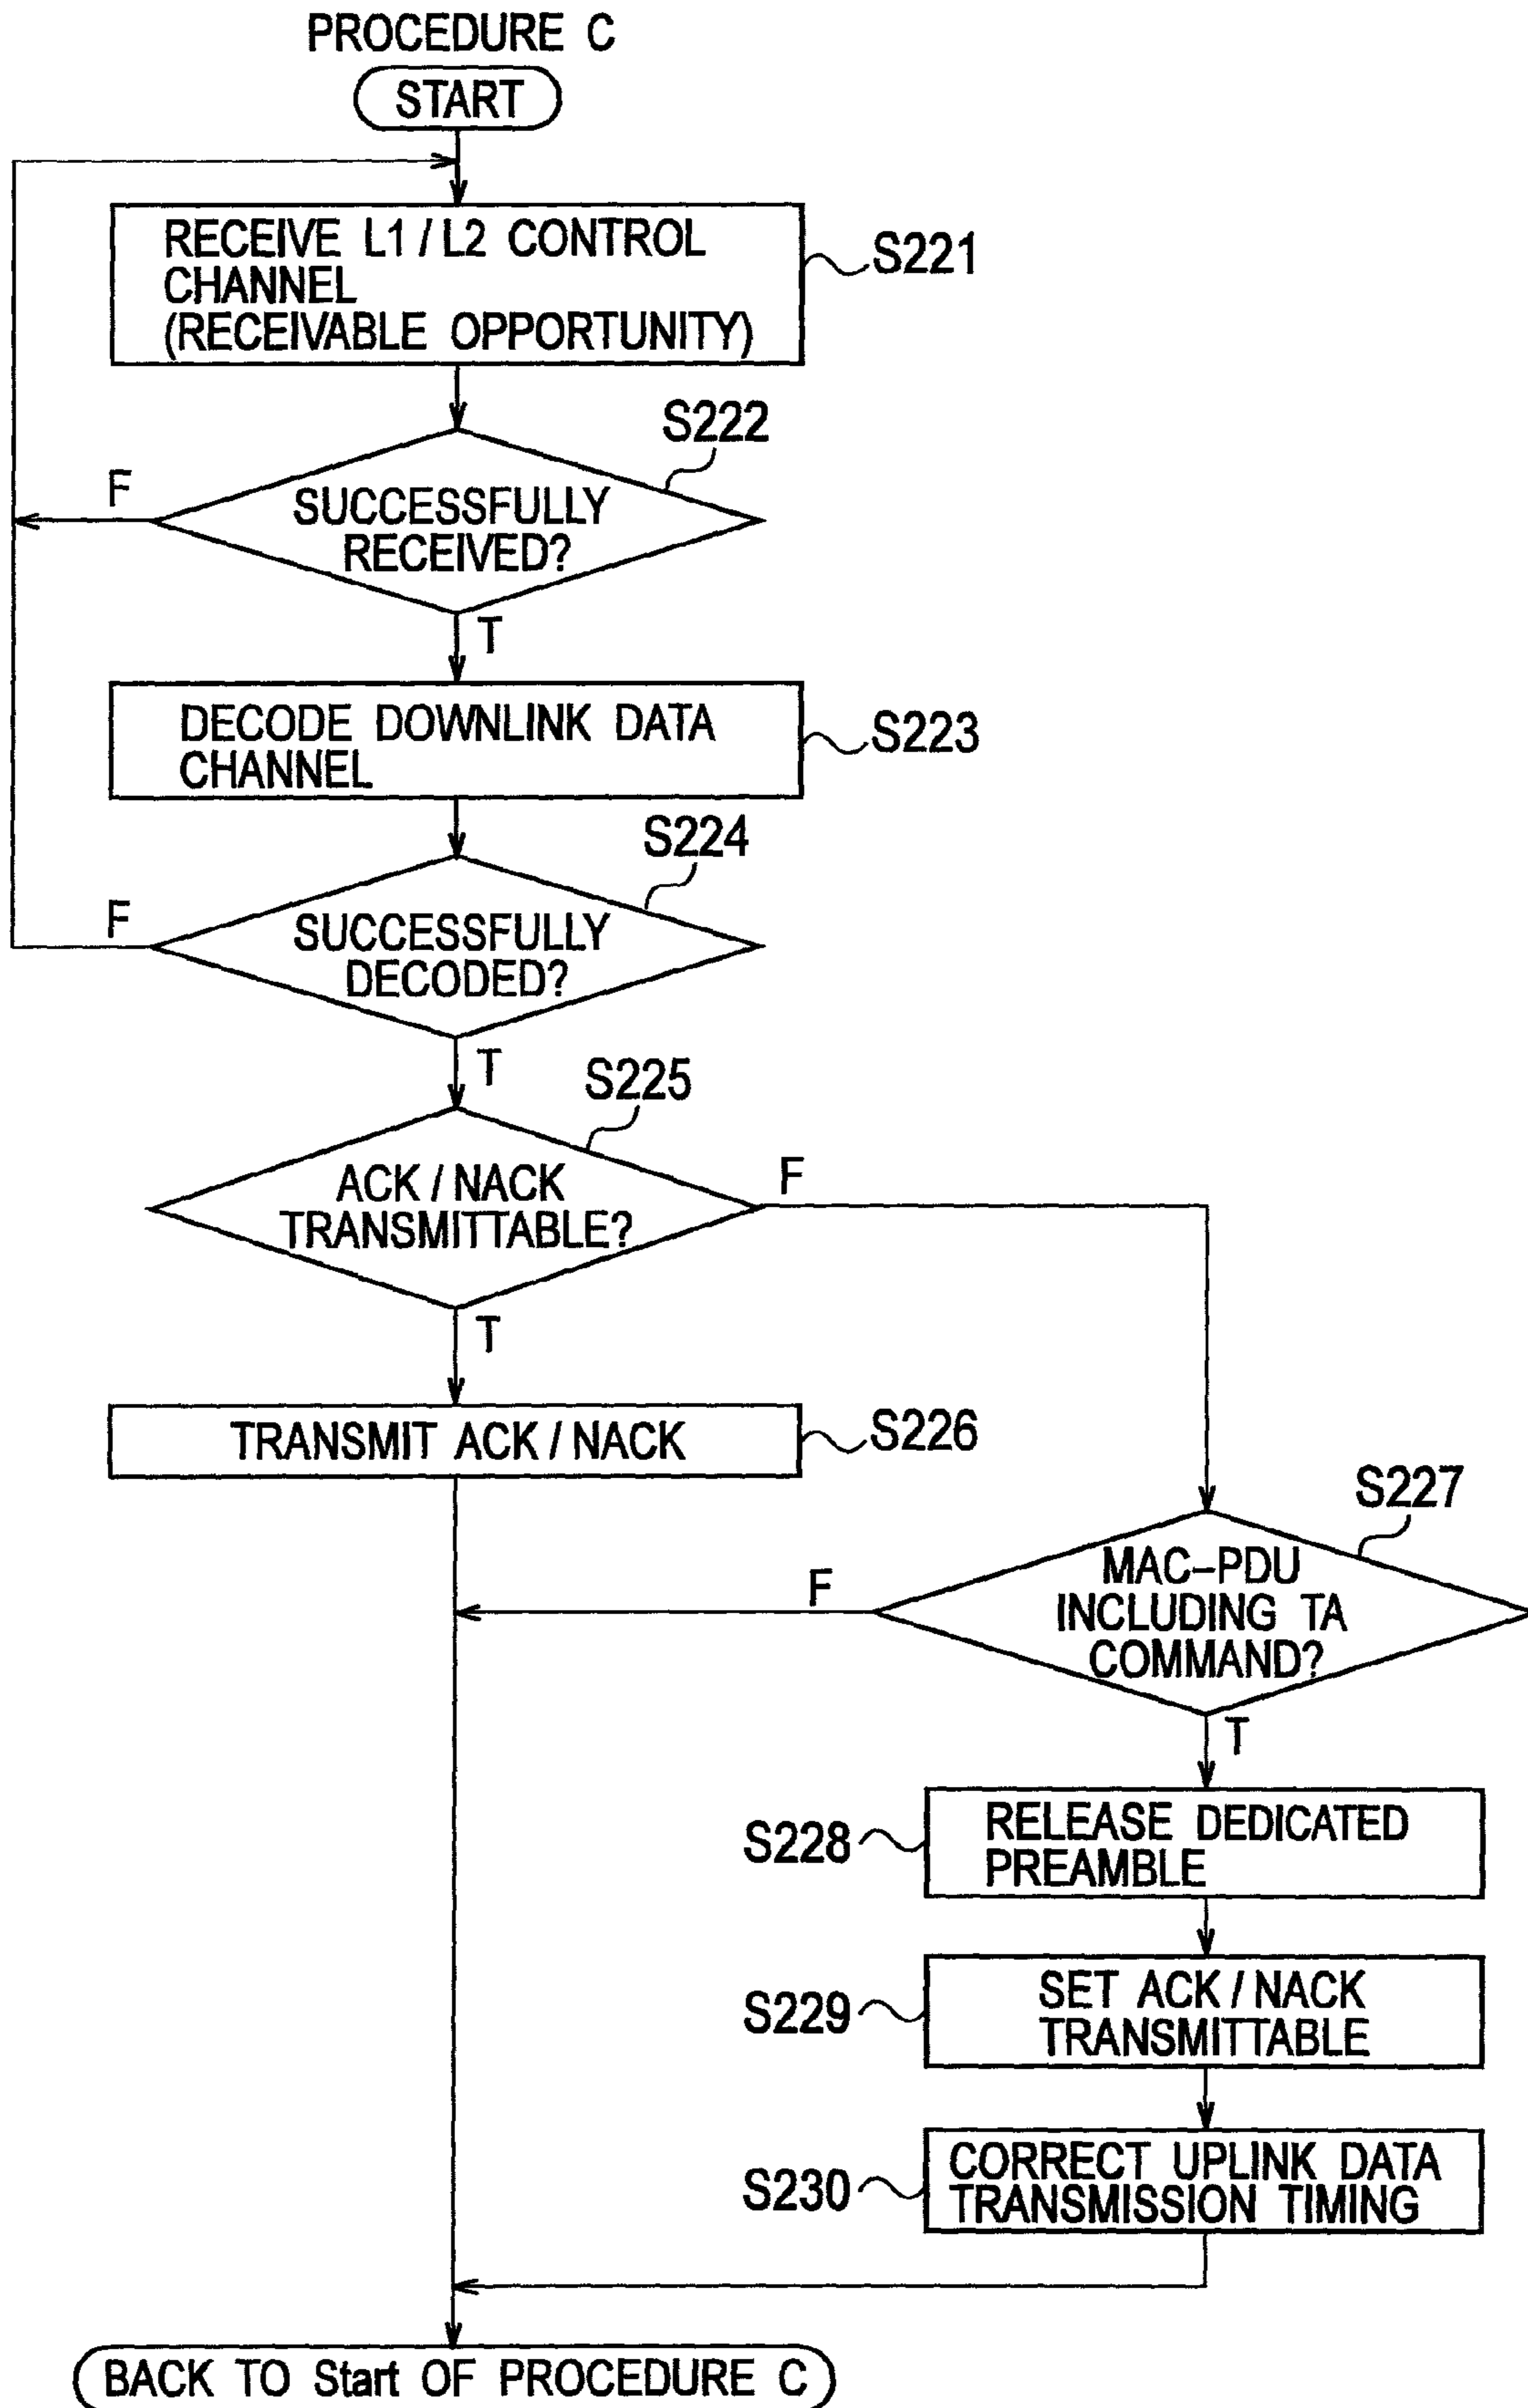 PROCEDURE C
START
RECEIVE L1 / L2 CONTROL
CHANNEL
(RECEIVABLE OPPORTUNITY)
S221
S222
F
SUCCESSFULLY
RECEIVED?
T
DECODE DOWNLINK DATA
CHANNEL
S223
S224
F
SUCCESSFULLY
DECODED?
T
S225
ACK / NACK
TRANSMITTABLE?
F
T
TRANSMIT ACK / NACK
S226
S227
MAC-PDU
INCLUDING TA
COMMAND?
F
T
S228
RELEASE DEDICATED
PREAMBLE
S229
SET ACK / NACK
TRANSMITTABLE
S230
CORRECT UPLINK DATA
TRANSMISSION TIMING
BACK TO Start OF PROCEDURE C